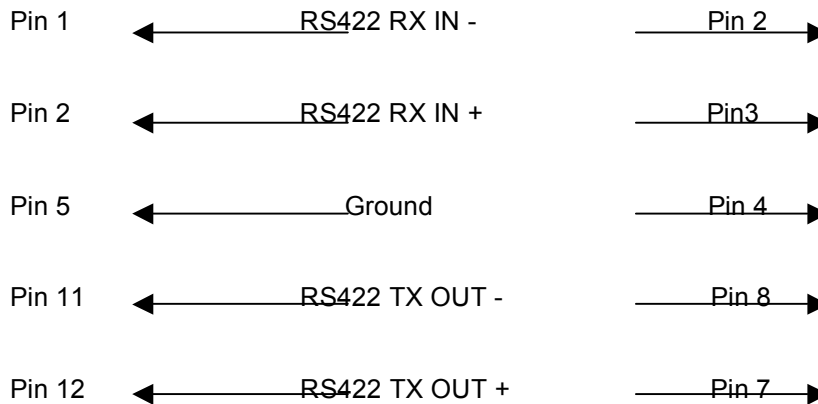 Pin 1 RS422 RX IN - Pin 2
Pin 2 RS422 RX IN + Pin3
Pin 5 Ground Pin 4
Pin 11 RS422 TX OUT - Pin 8
Pin 12 RS422 TX OUT + Pin 7